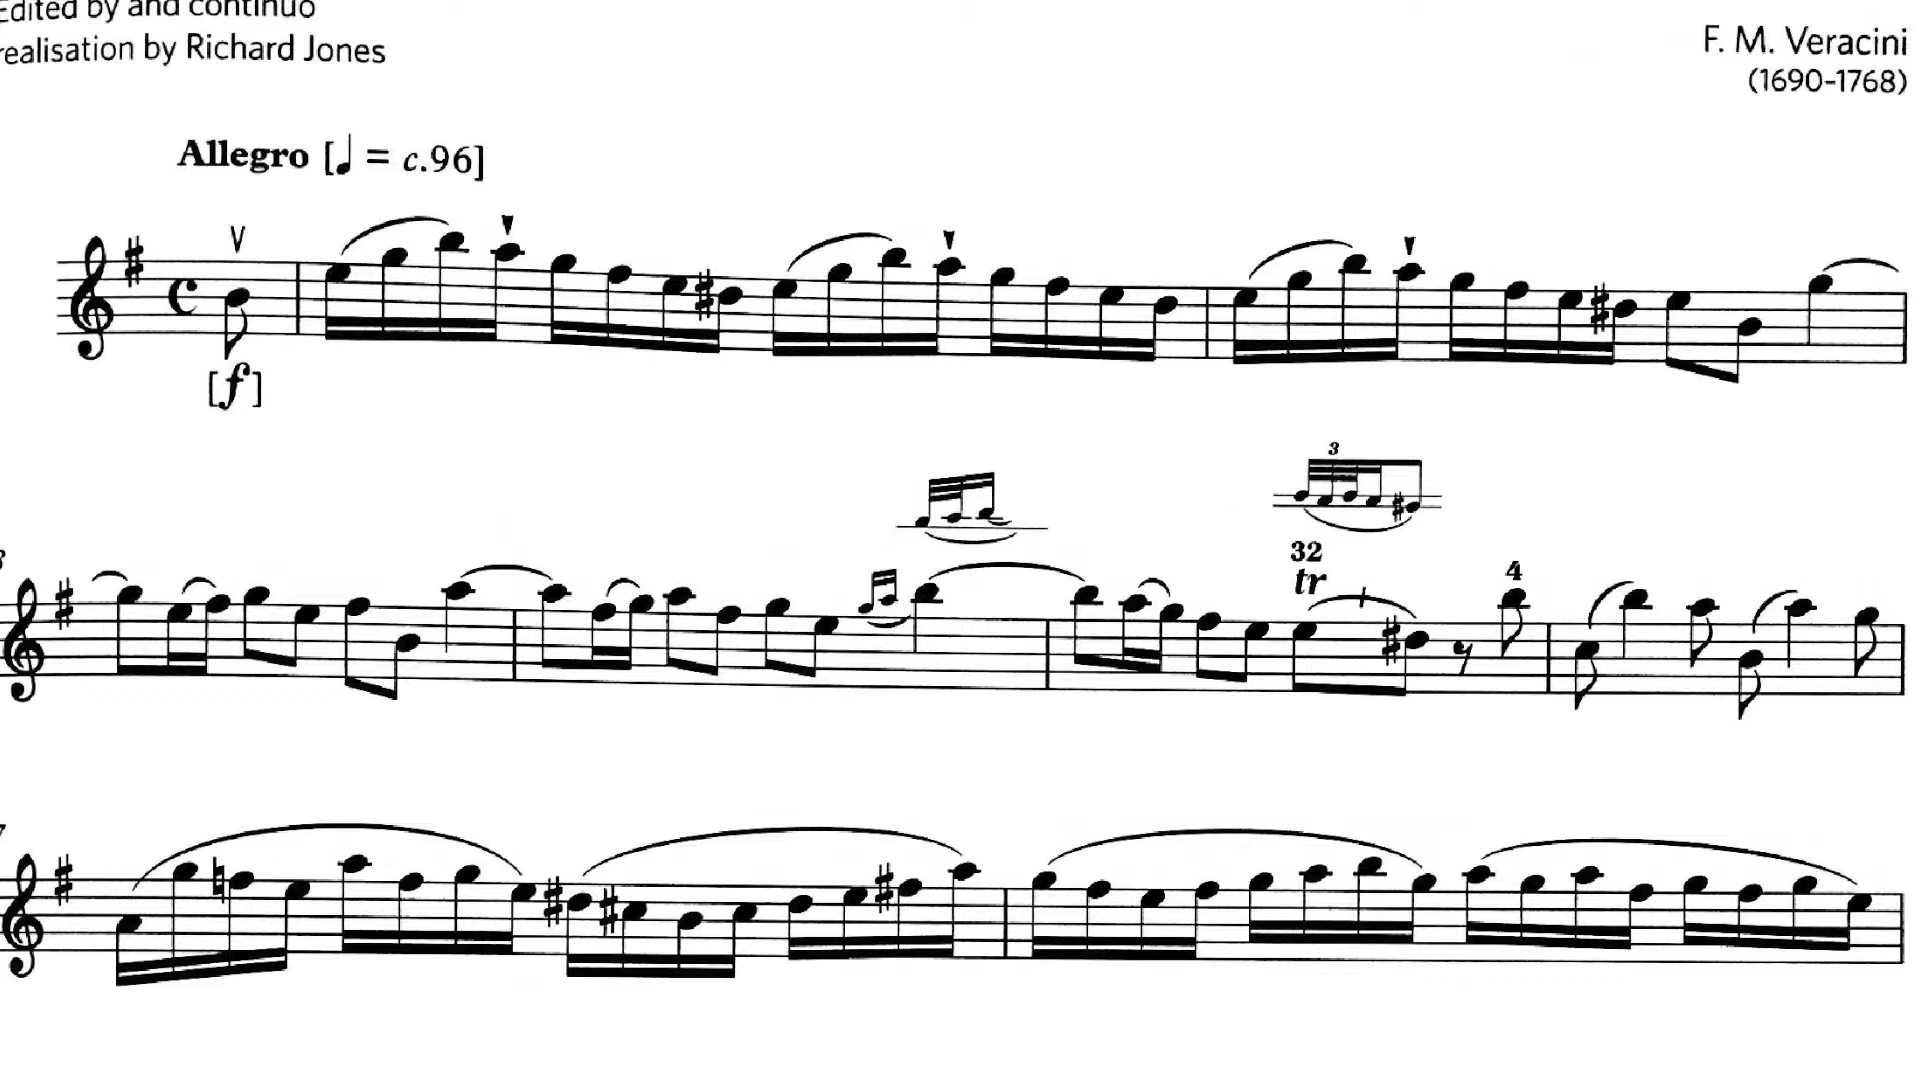 Edited by and continuo
realisation by Richard Jones
F. M. Veracini
(1690-1768)
Allegro [♩ = c.96]
[f]
3
32
tr
4